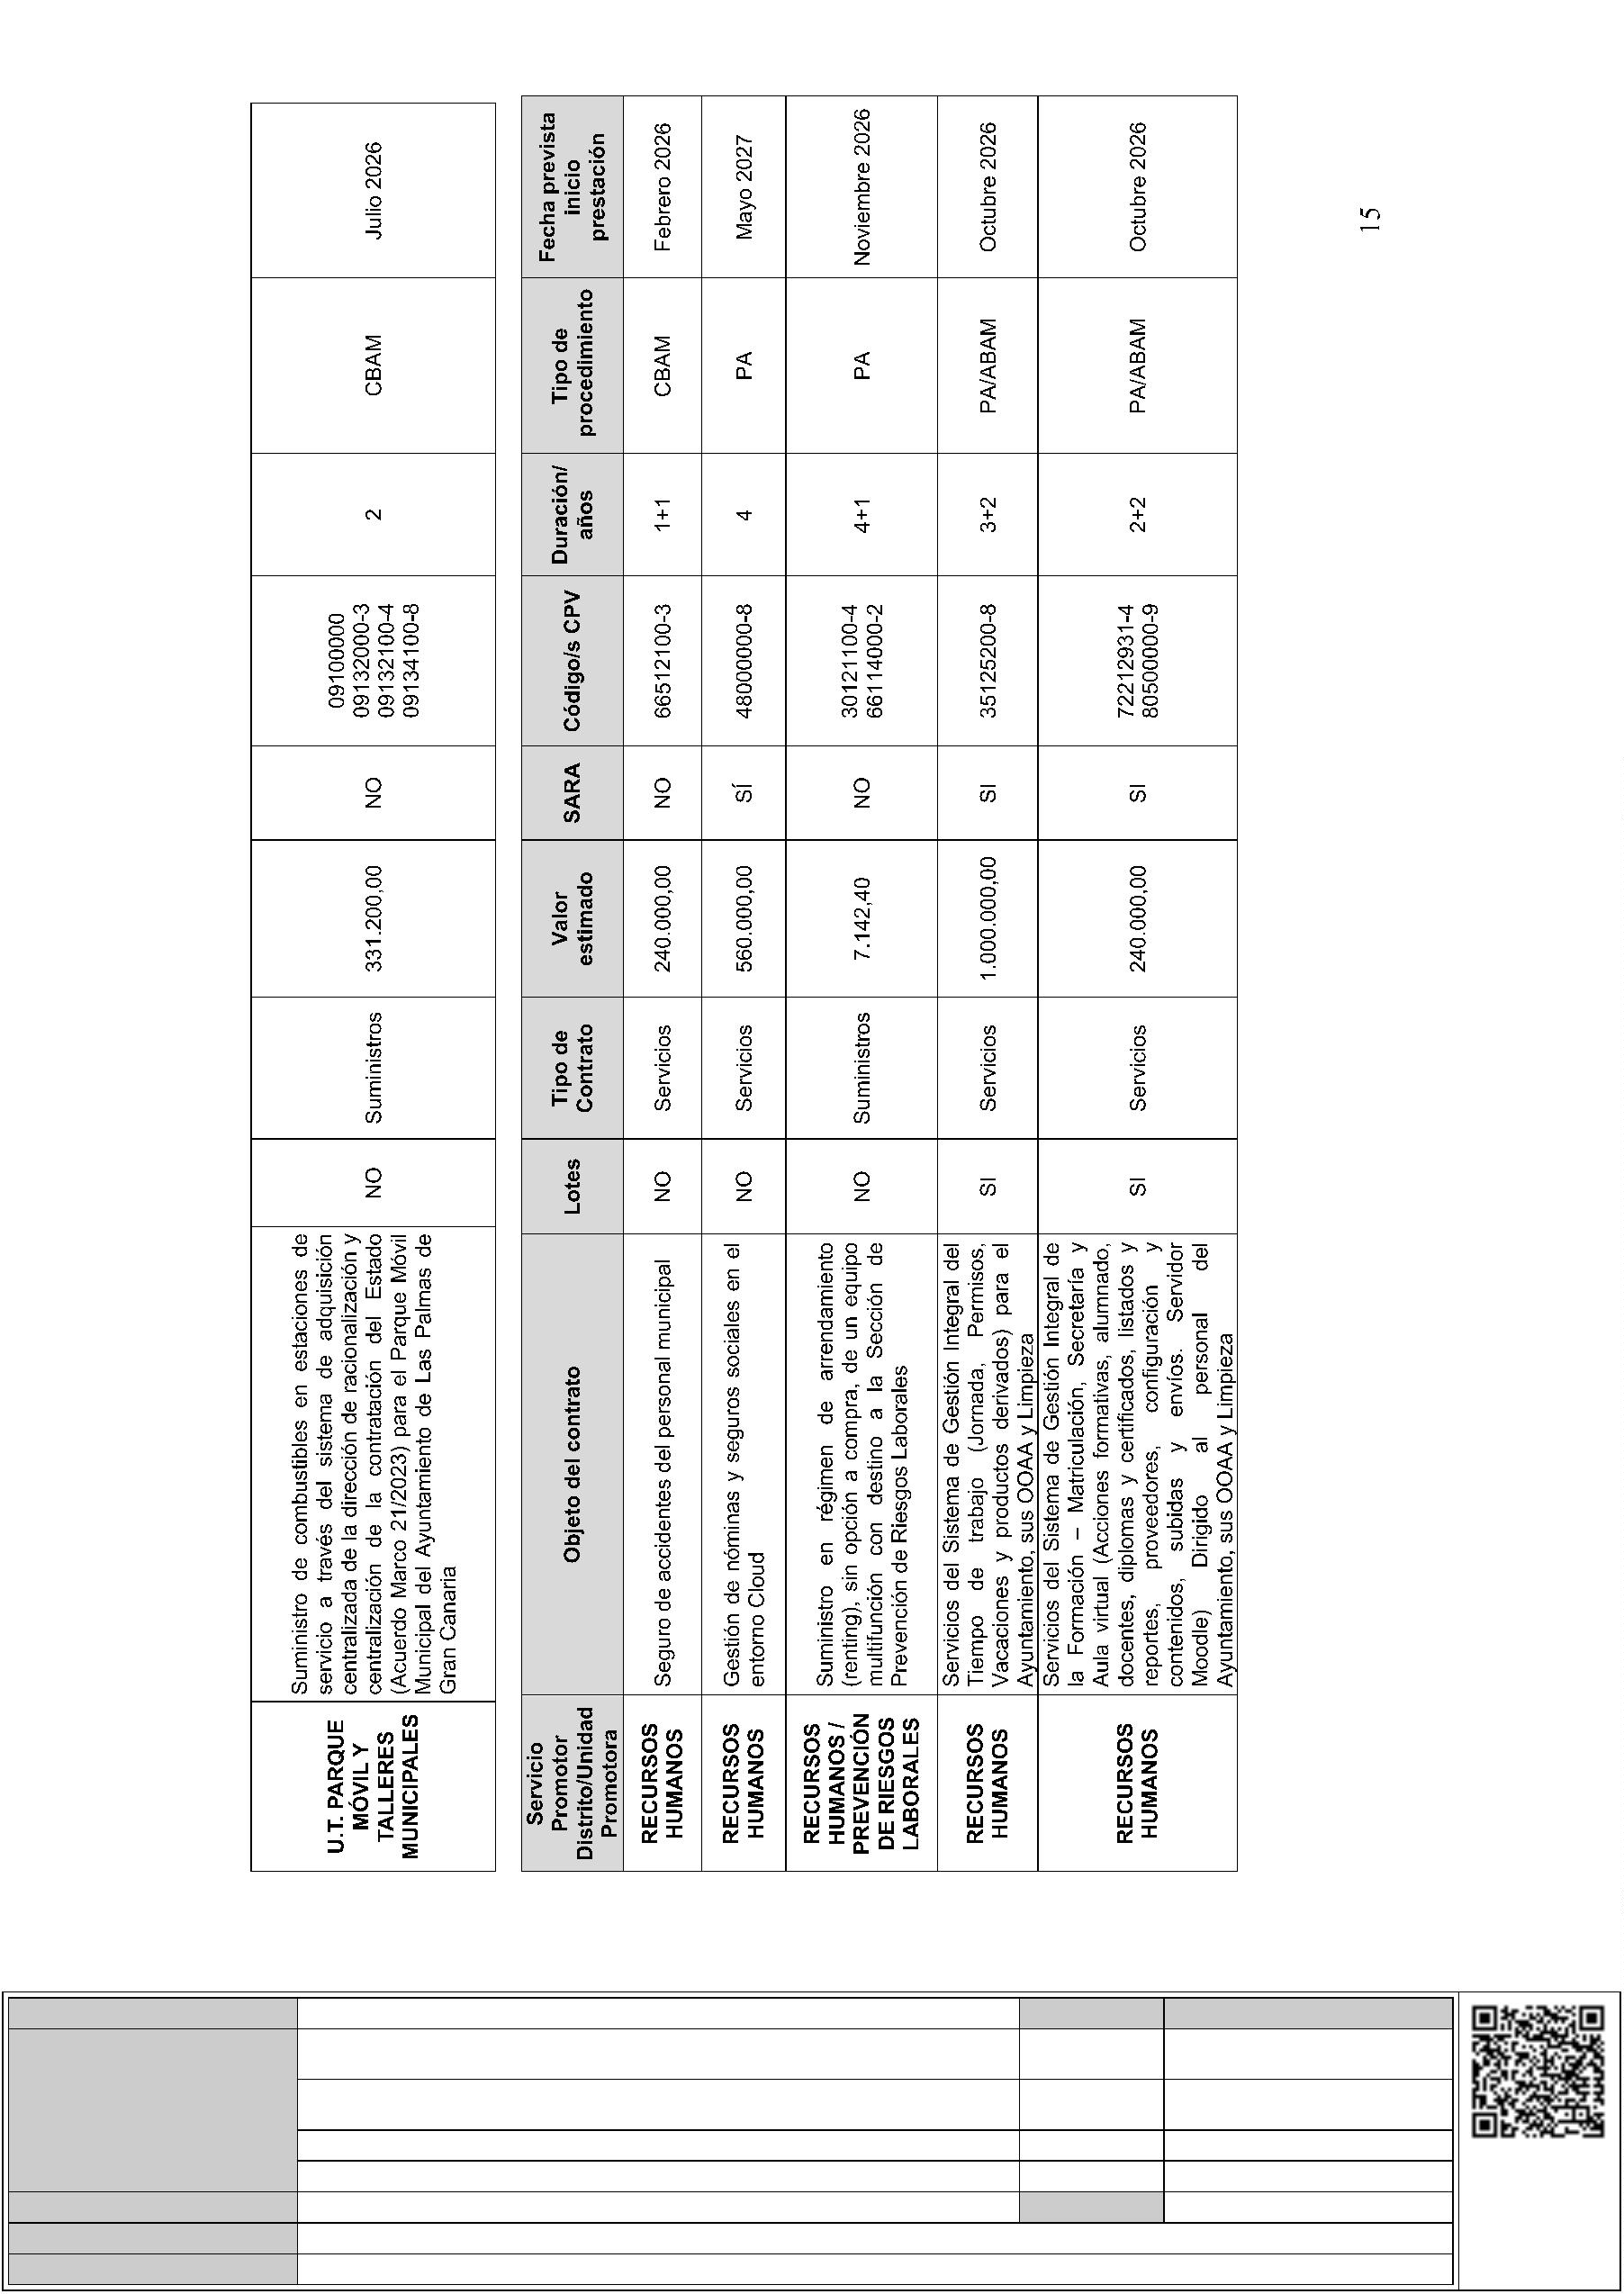 U.T. PARQUE
MÓVIL Y
TALLERES
MUNICIPALES
Suministro de combustibles en estaciones de
servicio a través del sistema de adquisición
centralizada de la dirección de racionalización y
centralización de la contratación del Estado
(Acuerdo Marco 21/2023) para el Parque Móvil
Municipal del Ayuntamiento de Las Palmas de
Gran Canaria
NO
Suministros
331.200,00
NO
09100000
09132000-3
09132100-4
09134100-8
2
CBAM
Julio 2026
Servicio
Promotor
Distrito/Unidad
Promotora
Objeto del contrato
Lotes
Tipo de
Contrato
Valor
estimado
SARA
Código/s CPV
Duración/
años
Tipo de
procedimiento
Fecha prevista
inicio
prestación
RECURSOS
HUMANOS
Seguro de accidentes del personal municipal
NO
Servicios
240.000,00
NO
66512100-3
1+1
CBAM
Febrero 2026
RECURSOS
HUMANOS
Gestión de nóminas y seguros sociales en el
entorno Cloud
NO
Servicios
560.000,00
SÍ
48000000-8
4
PA
Mayo 2027
RECURSOS
HUMANOS /
PREVENCIÓN
DE RIESGOS
LABORALES
Suministro en régimen de arrendamiento
(renting), sin opción a compra, de un equipo
multifunción con destino a la Sección de
Prevención de Riesgos Laborales
NO
Suministros
7.142,40
NO
30121100-4
66114000-2
4+1
PA
Noviembre 2026
RECURSOS
HUMANOS
Servicios del Sistema de Gestión Integral del
Tiempo de trabajo (Jornada, Permisos,
Vacaciones y productos derivados) para el
Ayuntamiento, sus OOAA y Limpieza
SI
Servicios
1.000.000,00
SI
35125200-8
3+2
PA/ABAM
Octubre 2026
RECURSOS
HUMANOS
Servicios del Sistema de Gestión Integral de
la Formación – Matriculación, Secretaría y
Aula virtual (Acciones formativas, alumnado,
docentes, diplomas y certificados, listados y
reportes, proveedores, configuración y
contenidos, subidas y envíos. Servidor
Moodle) Dirigido al personal del
Ayuntamiento, sus OOAA y Limpieza
SI
Servicios
240.000,00
SI
72212931-4
80500000-9
2+2
PA/ABAM
Octubre 2026
15